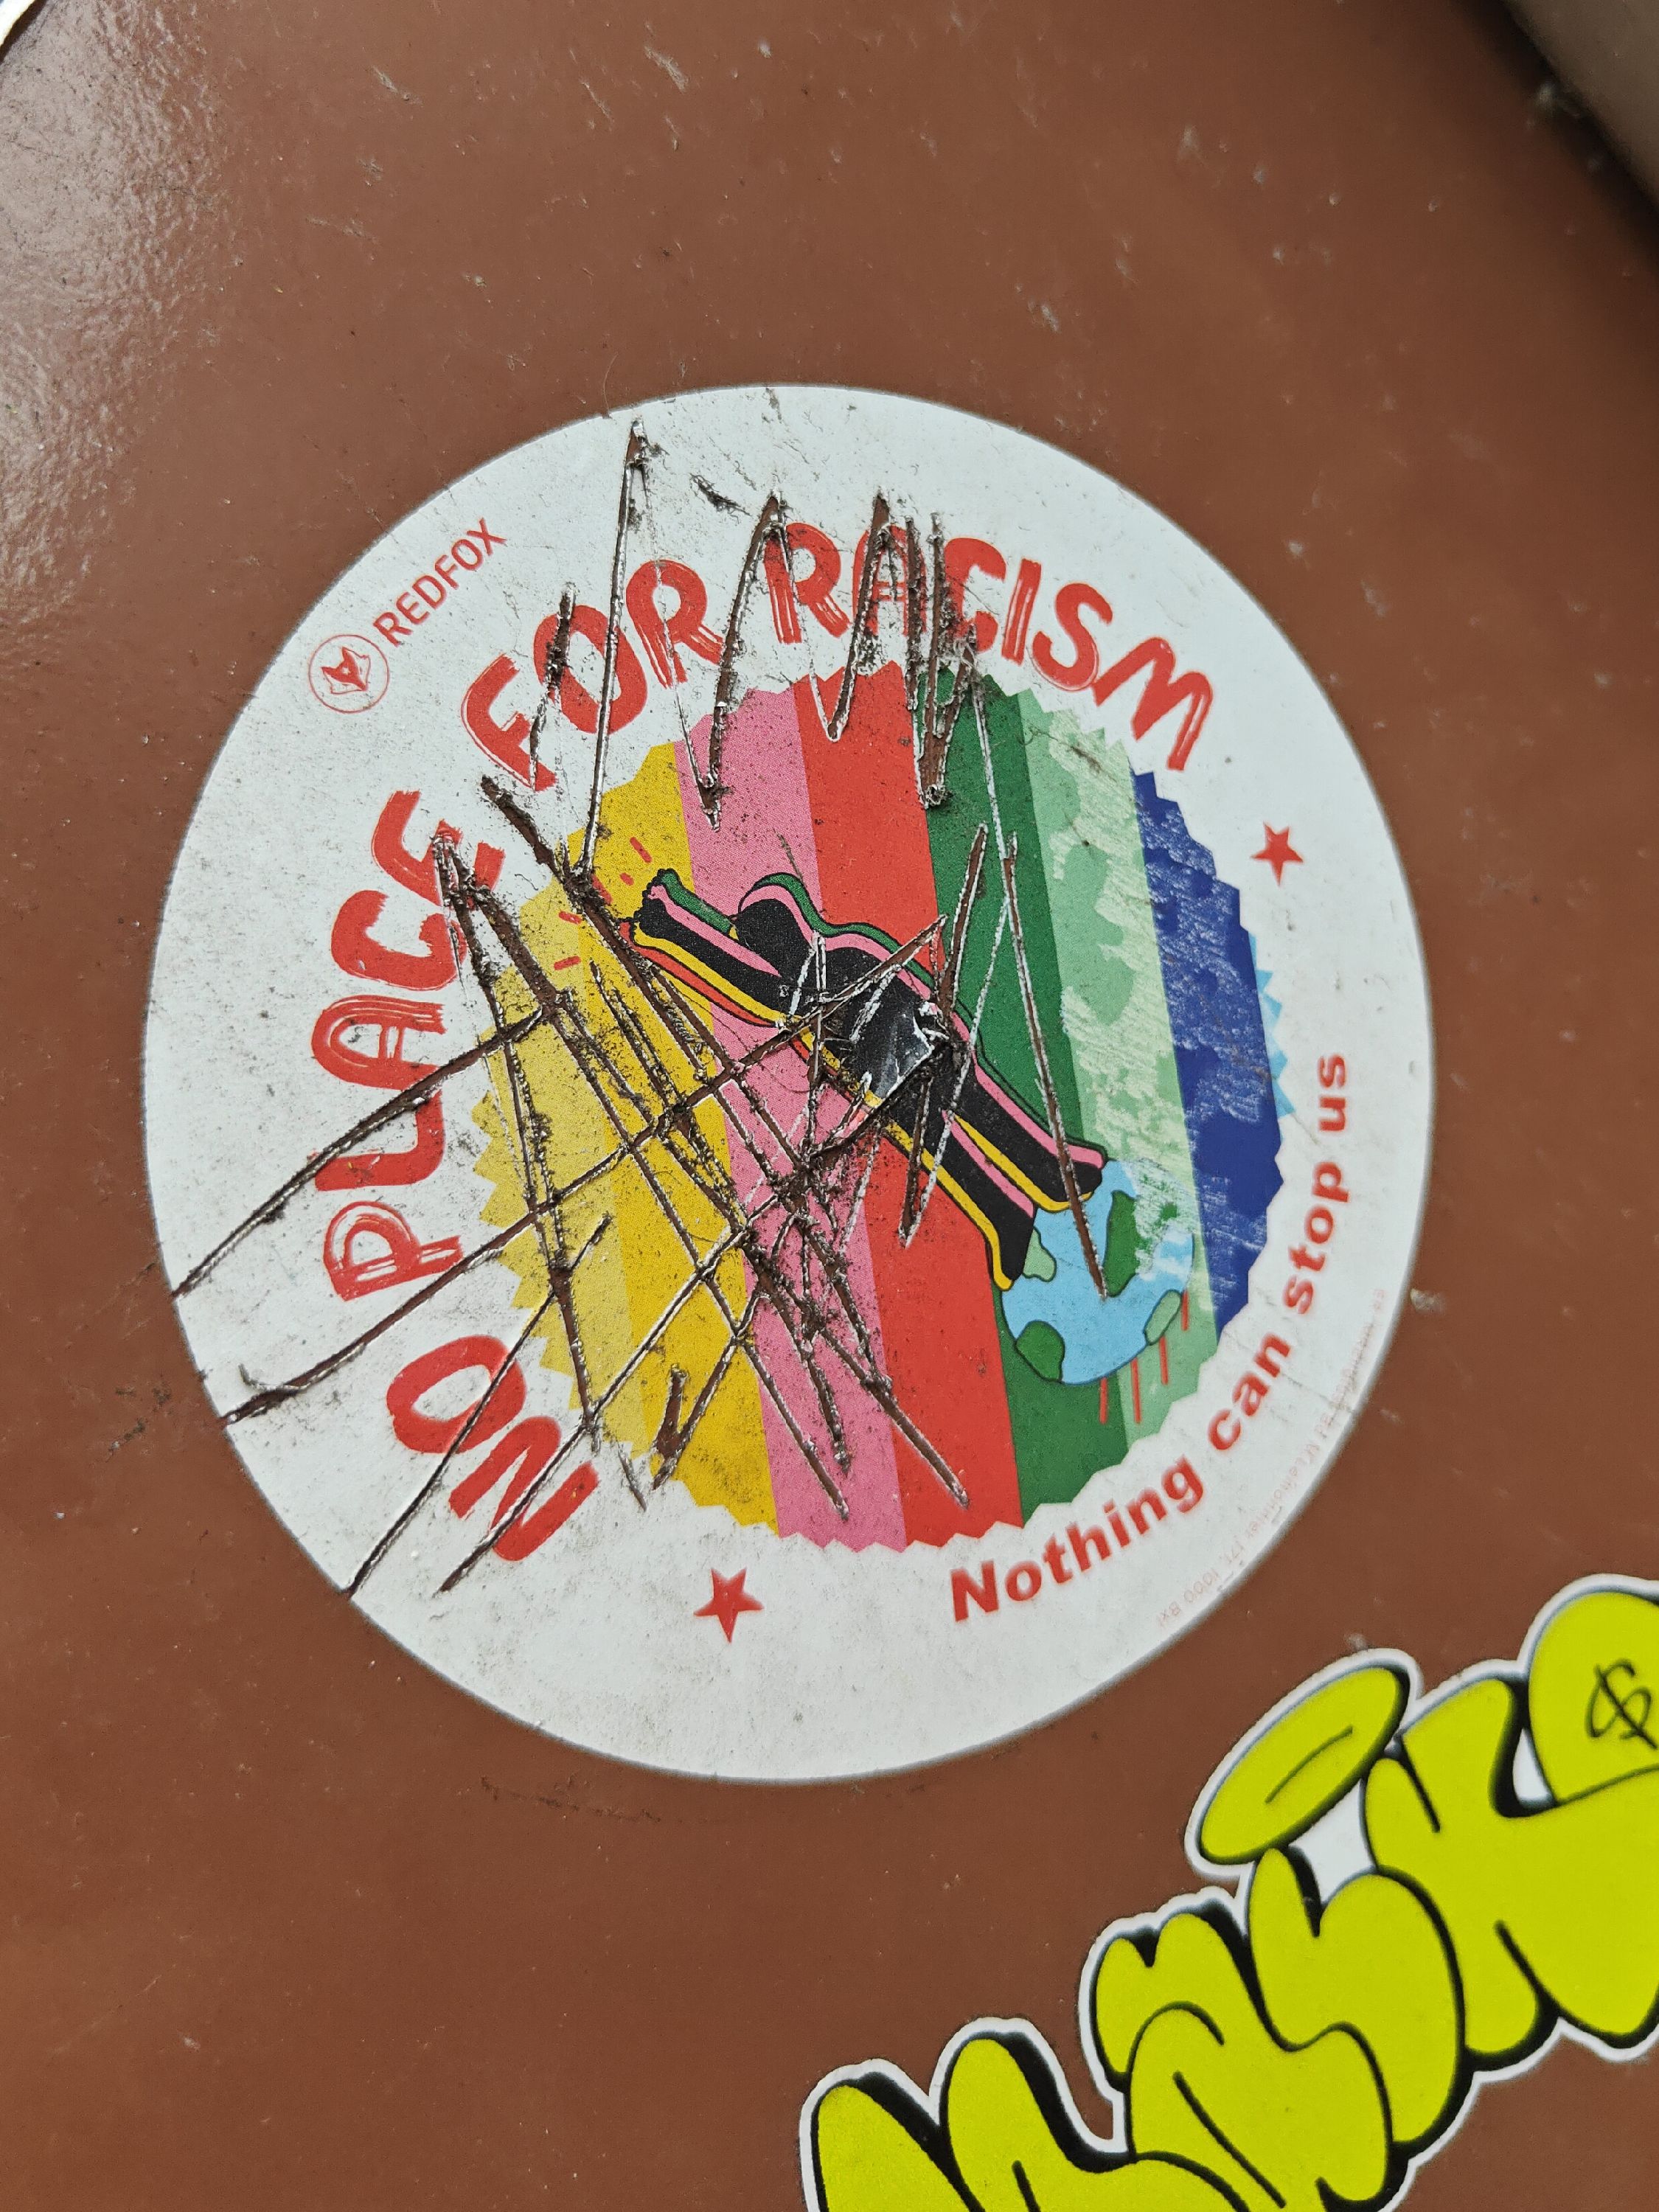 REDFOX
NO PLACE FOR RACISM
Nothing can stop us